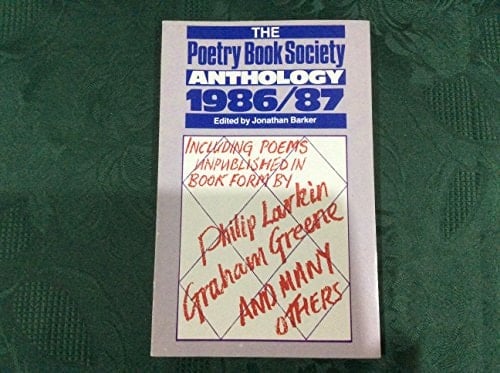 THE
Poetry Book Society
ANTHOLOGY
1986/87
Edited by Jonathan Barker
INCLUDING POEMS
UNPUBLISHED IN
BOOK FORM BY
Philip Larkin
Graham Greene
AND MANY
OTHERS